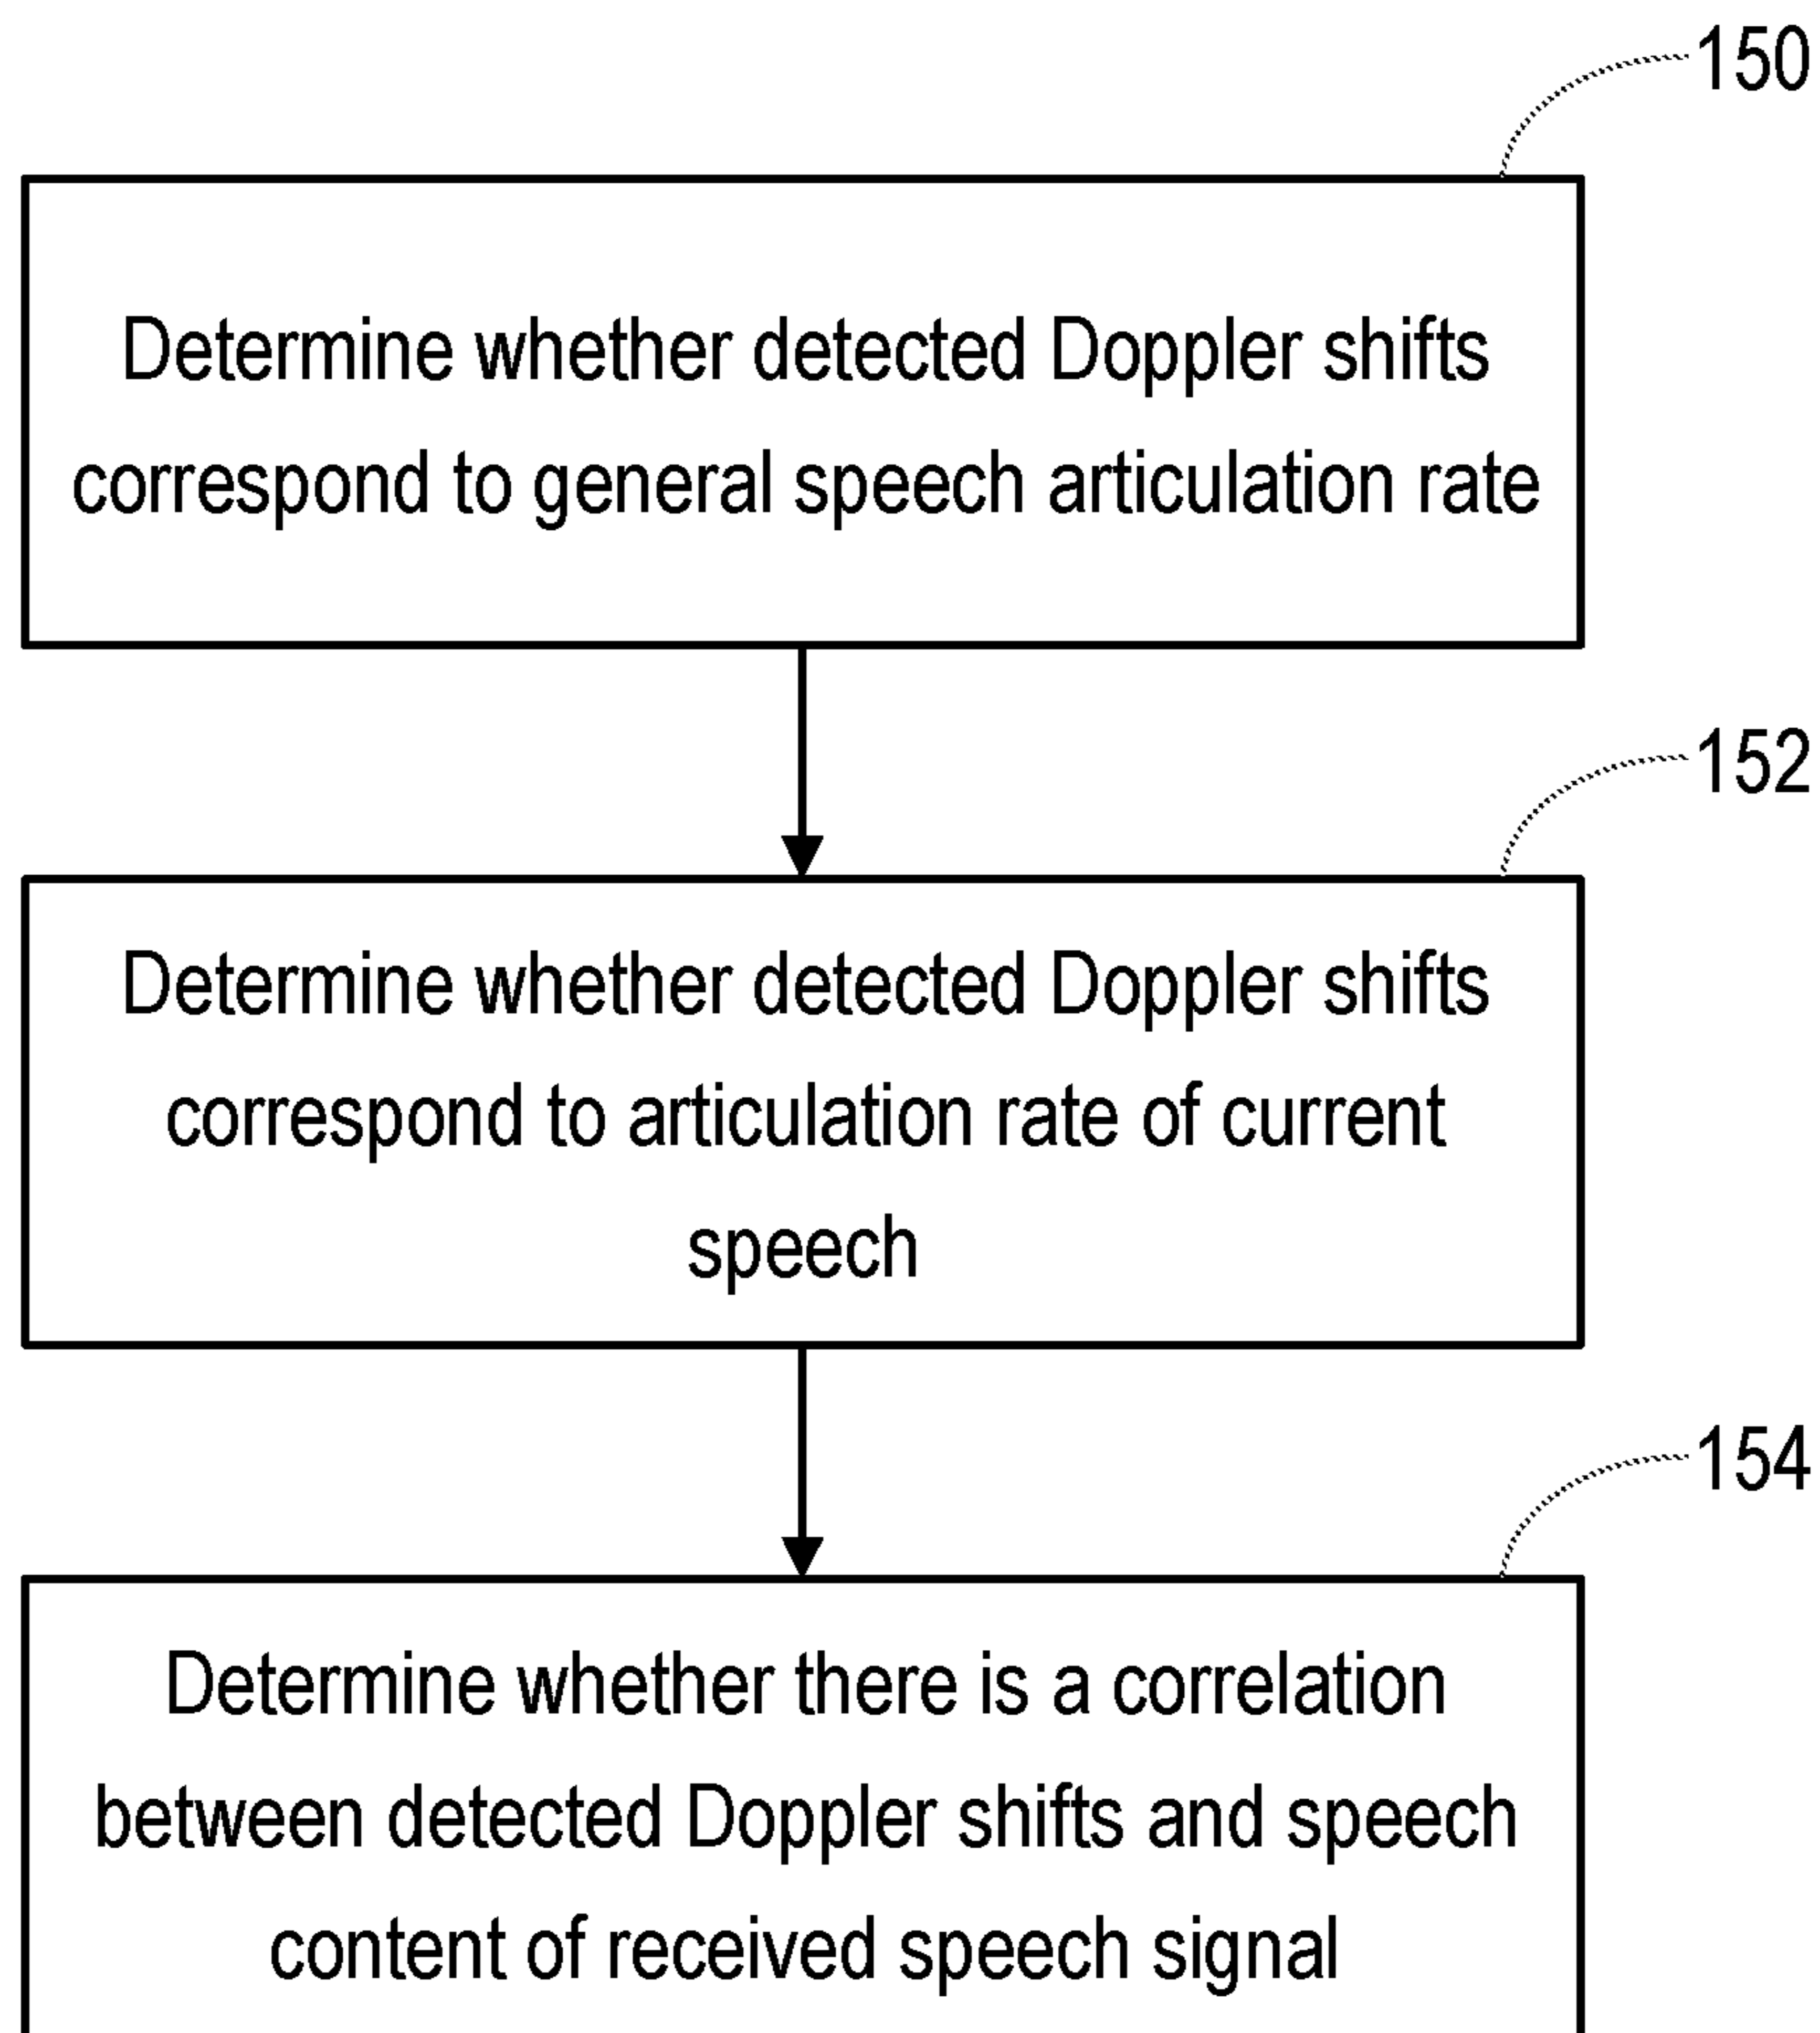 150
Determine whether detected Doppler shifts
correspond to general speech articulation rate
152
Determine whether detected Doppler shifts
correspond to articulation rate of current
speech
154
Determine whether there is a correlation
between detected Doppler shifts and speech
content of received speech signal